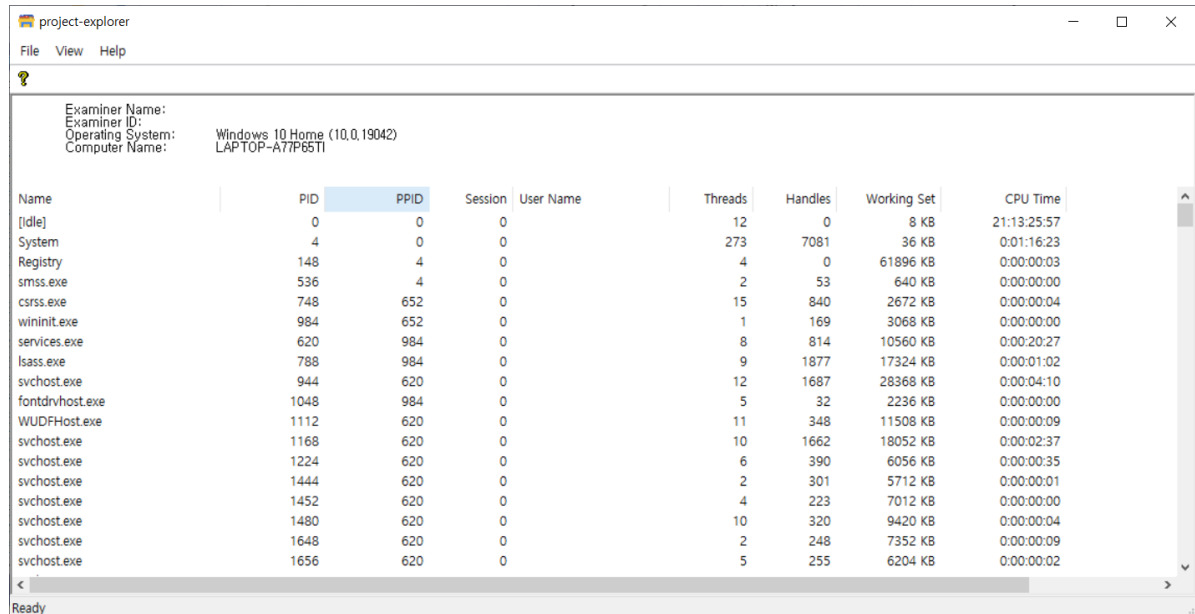 project-explorer
File View Help
Examiner Name:
Examiner ID:
Operating System: Windows 10 Home (10,0,19042)
Computer Name: LAPTOP-A77P65TI
Name PID PPID Session User Name Threads Handles Working Set CPU Time
[Idle] 0 0 0 12 0 8 KB 21:13:25:57
System 4 0 0 273 7081 36 KB 0:01:16:23
Registry 148 4 0 4 0 61896 KB 0:00:00:03
smss.exe 536 4 0 2 53 640 KB 0:00:00:00
csrss.exe 748 652 0 15 840 2672 KB 0:00:00:04
wininit.exe 984 652 0 1 169 3068 KB 0:00:00:00
services.exe 620 984 0 8 814 10560 KB 0:00:20:27
lsass.exe 788 984 0 9 1877 17324 KB 0:00:01:02
svchost.exe 944 620 0 12 1687 28368 KB 0:00:04:10
fontdrvhost.exe 1048 984 0 5 32 2236 KB 0:00:00:00
WUDFHost.exe 1112 620 0 11 348 11508 KB 0:00:00:09
svchost.exe 1168 620 0 10 1662 18052 KB 0:00:02:37
svchost.exe 1224 620 0 6 390 6056 KB 0:00:00:35
svchost.exe 1444 620 0 2 301 5712 KB 0:00:00:01
svchost.exe 1452 620 0 4 223 7012 KB 0:00:00:00
svchost.exe 1480 620 0 10 320 9420 KB 0:00:00:04
svchost.exe 1648 620 0 2 248 7352 KB 0:00:00:09
svchost.exe 1656 620 0 5 255 6204 KB 0:00:00:02
Ready